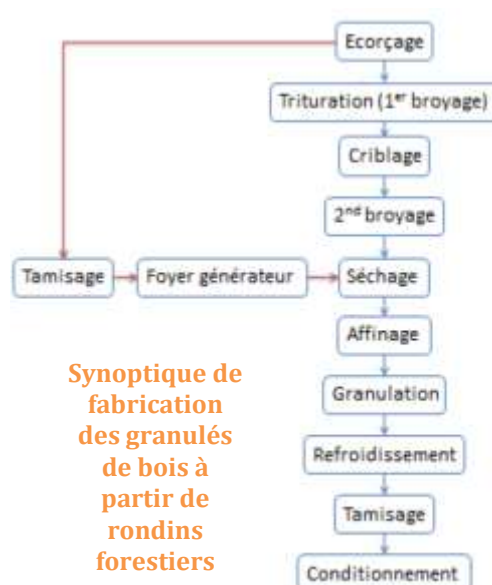 Ecorçage
Trituration (1er broyage)
Criblage
2nd broyage
Tamisage
Foyer générateur
Séchage
Affinage
Granulation
Refroidissement
Tamisage
Conditionnement
Synoptique de
fabrication
des granulés
de bois à
partir de
rondins
forestiers